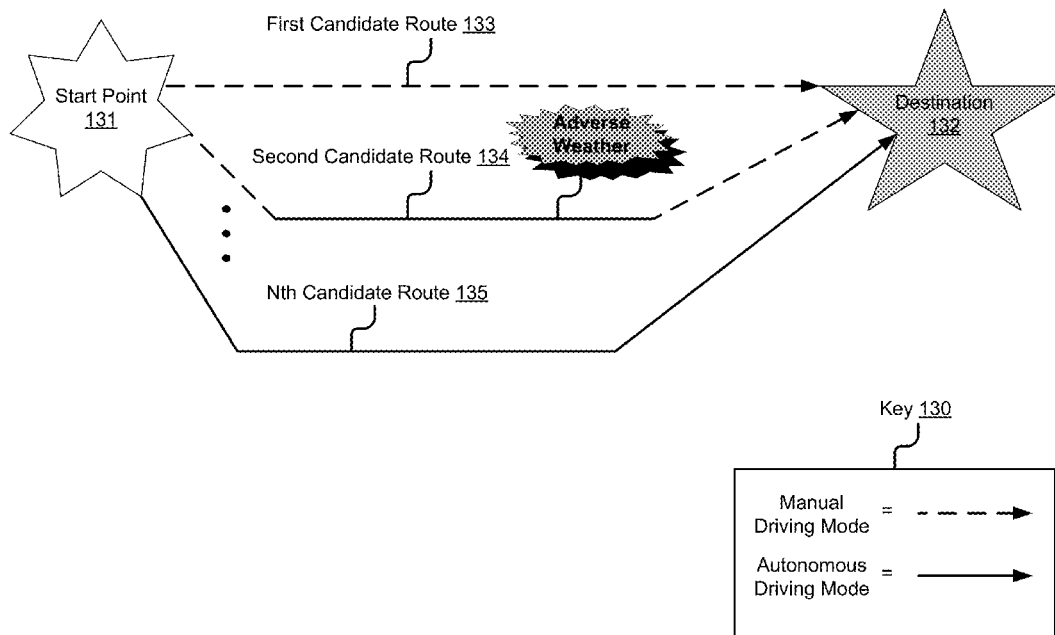 First Candidate Route 133
Start Point
131
Destination
132
Adverse
Weather
Second Candidate Route 134
Nth Candidate Route 135
Key 130
Manual
Driving Mode
=
Autonomous
Driving Mode
=